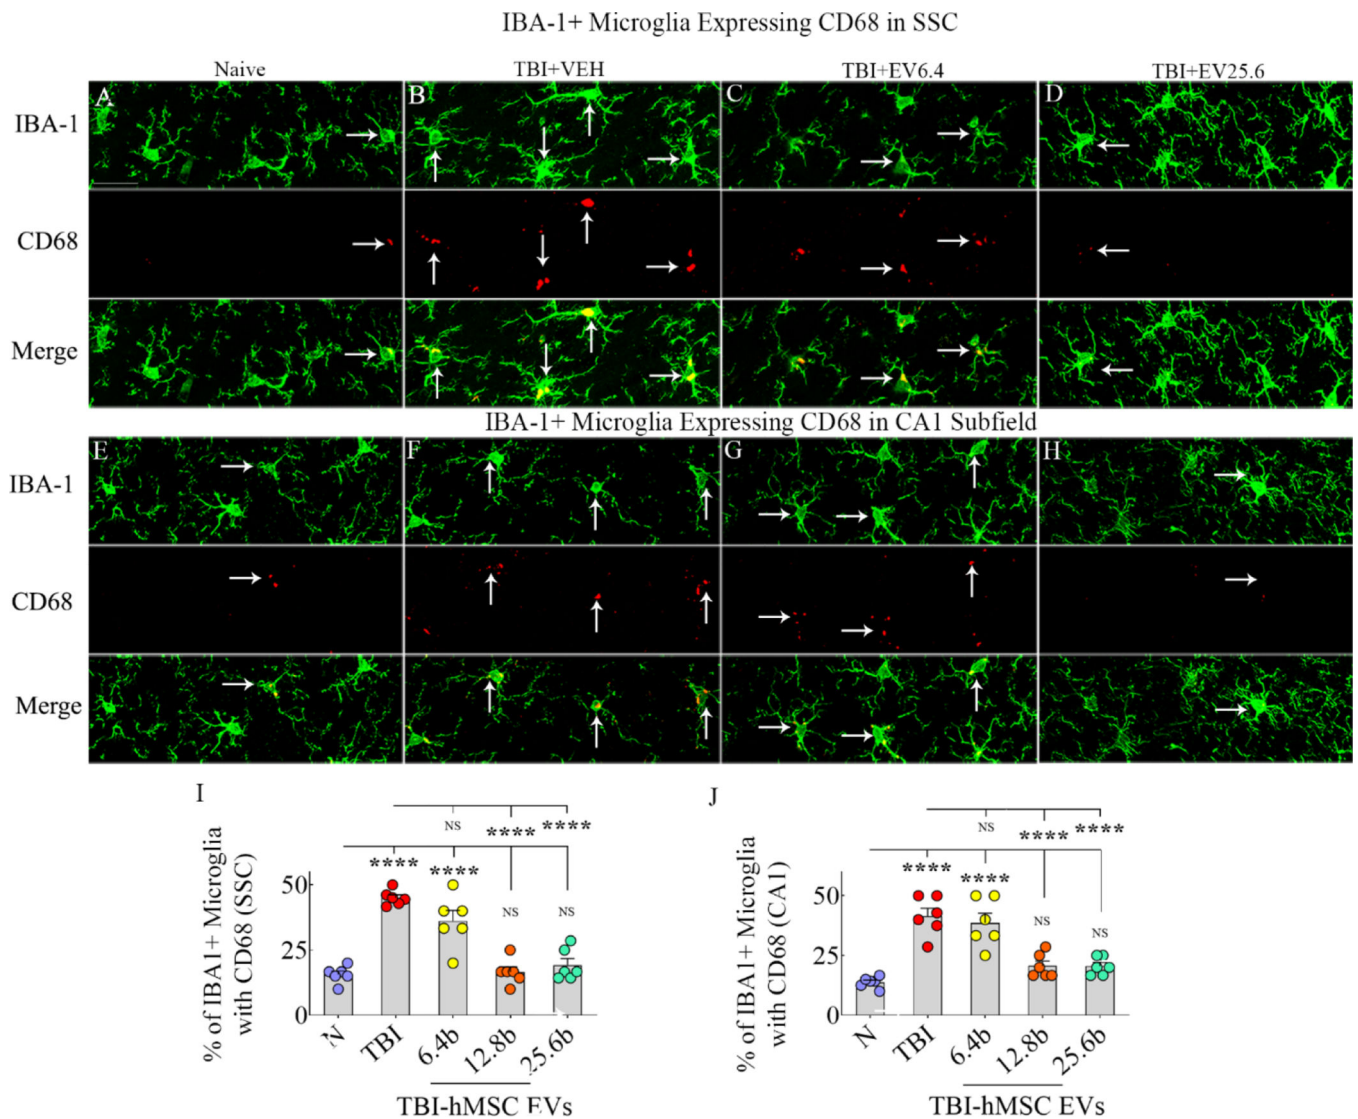 IBA-1+ Microglia Expressing CD68 in SSC
Naive TBI+VEH TBI+EV6.4 TBI+EV25.6
A B C D
IBA-1
CD68
Merge
IBA-1+ Microglia Expressing CD68 in CA1 Subfield
E F G H
IBA-1
CD68
Merge
I
NS **** ****
**** **** NS NS
% of IBA1+ Microglia
with CD68 (SSC)
50
25
0
N TBI 6.4b 12.8b 25.6b
TBI-hMSC EVs
J
NS **** ****
**** **** NS NS
% of IBA1+ Microglia
with CD68 (CA1)
50
25
0
N TBI 6.4b 12.8b 25.6b
TBI-hMSC EVs